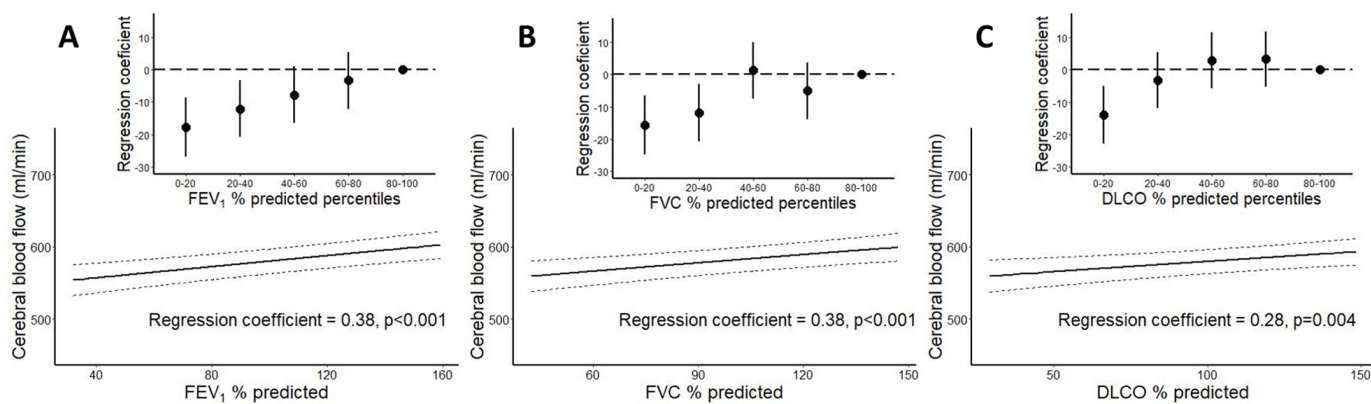 A
Regression coeficient
10
0
-10
-20
-30
0-20 20-40 40-60 60-80 80-100
FEV1 % predicted percentiles
Cerebral blood flow (ml/min)
700
600
500
Regression coefficient = 0.38, p<0.001
40 80 120 160
FEV1 % predicted
B
Regression coeficient
10
0
-10
-20
-30
0-20 20-40 40-60 60-80 80-100
FVC % predicted percentiles
Cerebral blood flow (ml/min)
700
600
500
Regression coefficient = 0.38, p<0.001
60 90 120 150
FVC % predicted
C
Regression coeficient
10
0
-10
-20
-30
0-20 20-40 40-60 60-80 80-100
DLCO % predicted percentiles
Cerebral blood flow (ml/min)
700
600
500
Regression coefficient = 0.28, p=0.004
50 100 150
DLCO % predicted